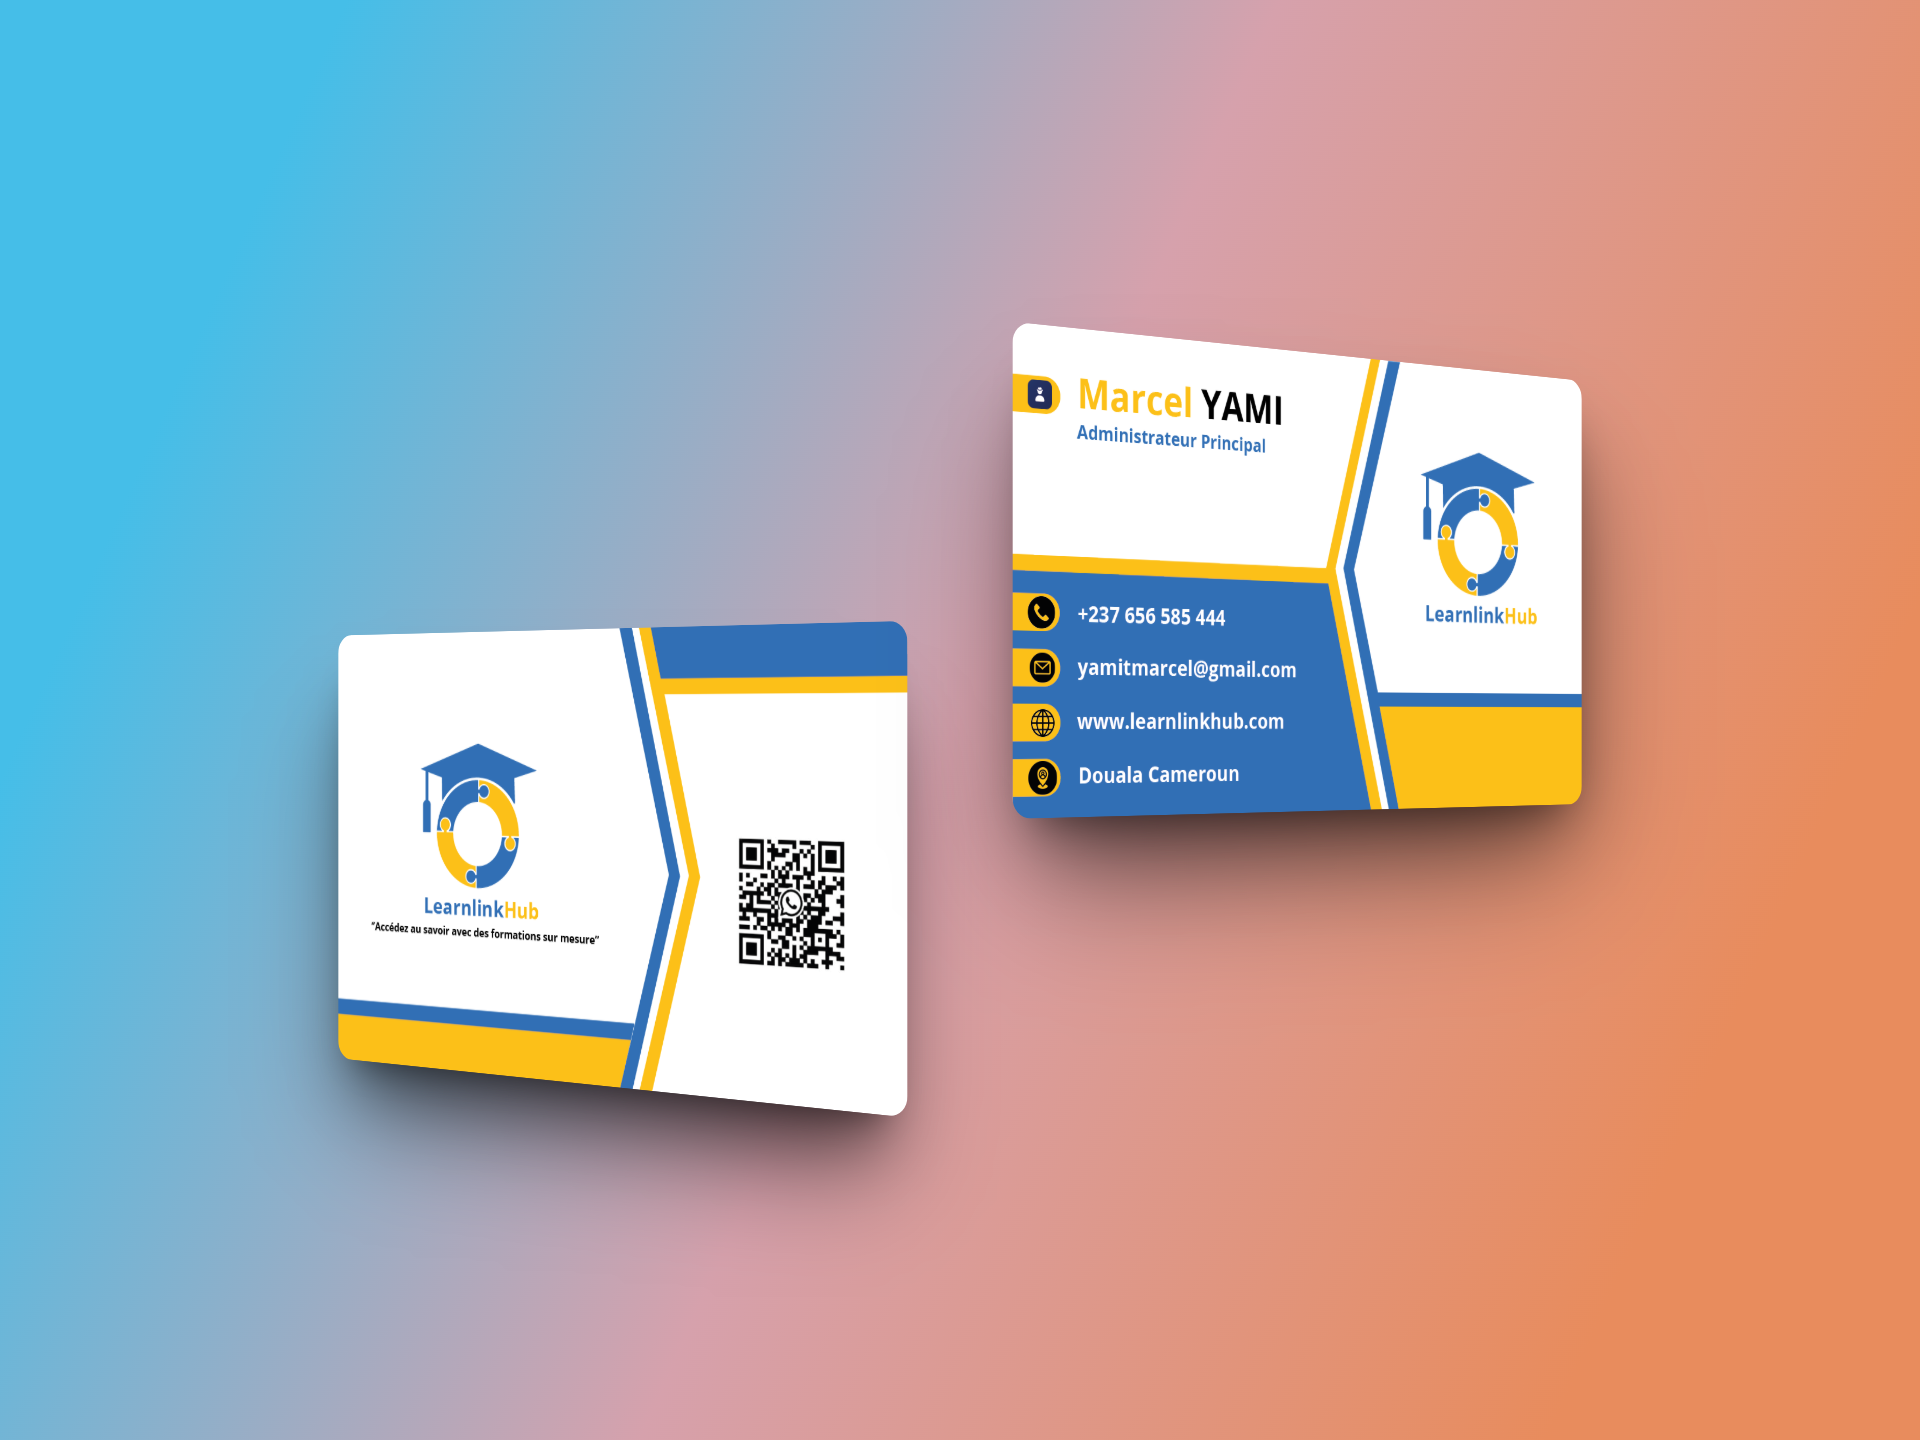 Marcel YAMI
Administrateur Principal
+237 656 585 444
yamitmarcel@gmail.com
www.learnlinkhub.com
Douala Cameroun
LearnlinkHub
LearnlinkHub
"Accédez au savoir avec des formations sur mesure"